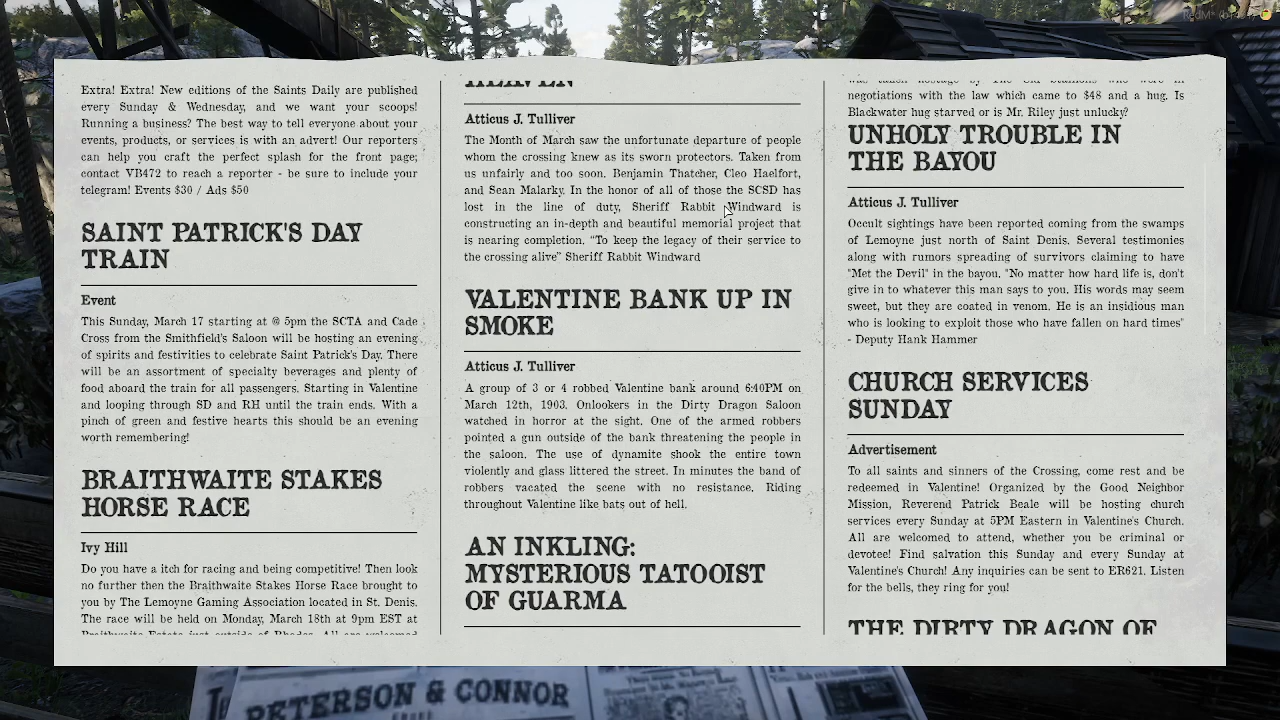 Extra! Extra! New editions of the Saints Daily are published
every Sunday & Wednesday, and we want your scoops!
Running a business? The best way to tell everyone about your
events, products, or services is with an advert! Our reporters
can help you craft the perfect splash for the front page;
contact VB472 to reach a reporter - be sure to include your
telegram! Events $30 / Ads $50
SAINT PATRICK'S DAY
TRAIN
Event
This Sunday, March 17 starting at @ 5pm the SCTA and Cade
Cross from the Smithfield's Saloon will be hosting an evening
of spirits and festivities to celebrate Saint Patrick's Day. There
will be an assortment of specialty beverages and plenty of
food aboard the train for all passengers. Starting in Valentine
and looping through SD and RH until the train ends. With a
pinch of green and festive hearts this should be an evening
worth remembering!
BRAITHWAITE STAKES
HORSE RACE
Ivy Hill
Do you have a itch for racing and being competitive! Then look
no further then the Braithwaite Stakes Horse Race brought to
you by The Lemoyne Gaming Association located in St. Denis.
The race will be held on Monday, March 18th at 9pm EST at
Braithwaite Estate just outside of Rhodes. All are welcomed
HEAVEN
Atticus J. Tulliver
The Month of March saw the unfortunate departure of people
whom the crossing knew as its sworn protectors. Taken from
us unfairly and too soon. Benjamin Thatcher, Cleo Haelfort,
and Sean Malarky. In the honor of all of those the SCSD has
lost in the line of duty, Sheriff Rabbit Windward is
constructing an in-depth and beautiful memorial project that
is nearing completion. "To keep the legacy of their service to
the crossing alive" Sheriff Rabbit Windward
VALENTINE BANK UP IN
SMOKE
Atticus J. Tulliver
A group of 3 or 4 robbed Valentine bank around 6:40PM on
March 12th, 1903. Onlookers in the Dirty Dragon Saloon
watched in horror at the sight. One of the armed robbers
pointed a gun outside of the bank threatening the people in
the saloon. The use of dynamite shook the entire town
violently and glass littered the street. In minutes the band of
robbers vacated the scene with no resistance. Riding
throughout Valentine like bats out of hell.
AN INKLING:
MYSTERIOUS TATOOIST
OF GUARMA
was taken hostage by The who were in
negotiations with the law which came to $48 and a hug. Is
Blackwater hug starved or is Mr. Riley just unlucky?
UNHOLY TROUBLE IN
THE BAYOU
Atticus J. Tulliver
Occult sightings have been reported coming from the swamps
of Lemoyne just north of Saint Denis. Several testimonies
along with rumors spreading of survivors claiming to have
"Met the Devil" in the bayou. "No matter how hard life is, don't
give in to whatever this man says to you. His words may seem
sweet, but they are coated in venom. He is an insidious man
who is looking to exploit those who have fallen on hard times"
- Deputy Hank Hammer
CHURCH SERVICES
SUNDAY
Advertisement
To all saints and sinners of the Crossing, come rest and be
redeemed in Valentine! Organized by the Good Neighbor
Mission, Reverend Patrick Beale will be hosting church
services every Sunday at 5PM Eastern in Valentine's Church.
All are welcomed to attend, whether you be criminal or
devotee! Find salvation this Sunday and every Sunday at
Valentine's Church! Any inquiries can be sent to ER621. Listen
for the bells, they ring for you!
THE DIRTY DRAGON OF
PETERSON & CONNOR